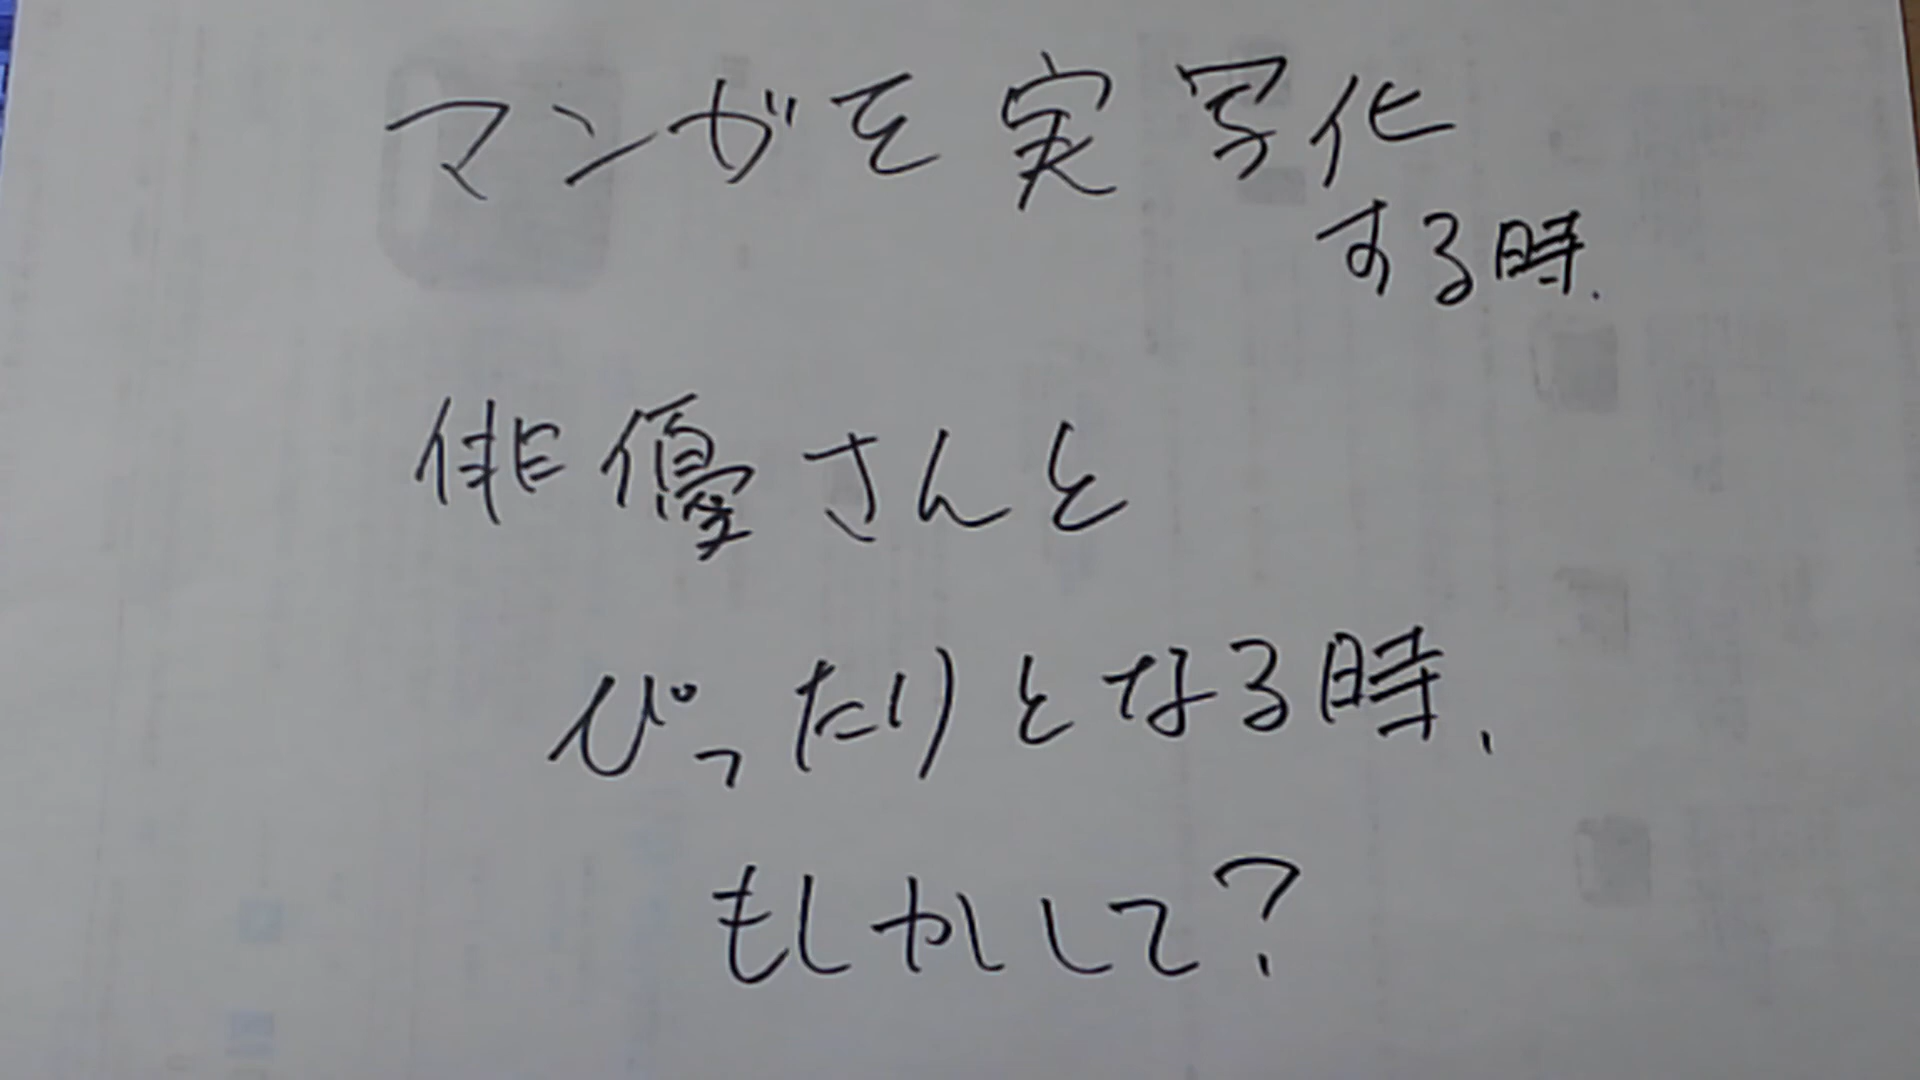 マンガを実写化
する時、
俳優さんと
ぴったりとなる時、
もしかして?